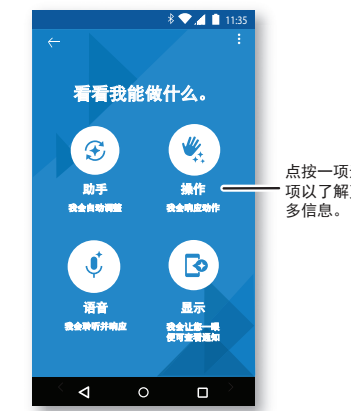 11:35
看看我能做什么。
助手
我会自动调整
操作
我会响应动作
点按一项
项以了解
多信息。
语音
我会聆听并响应
显示
我会让您一眼
便可查看通知